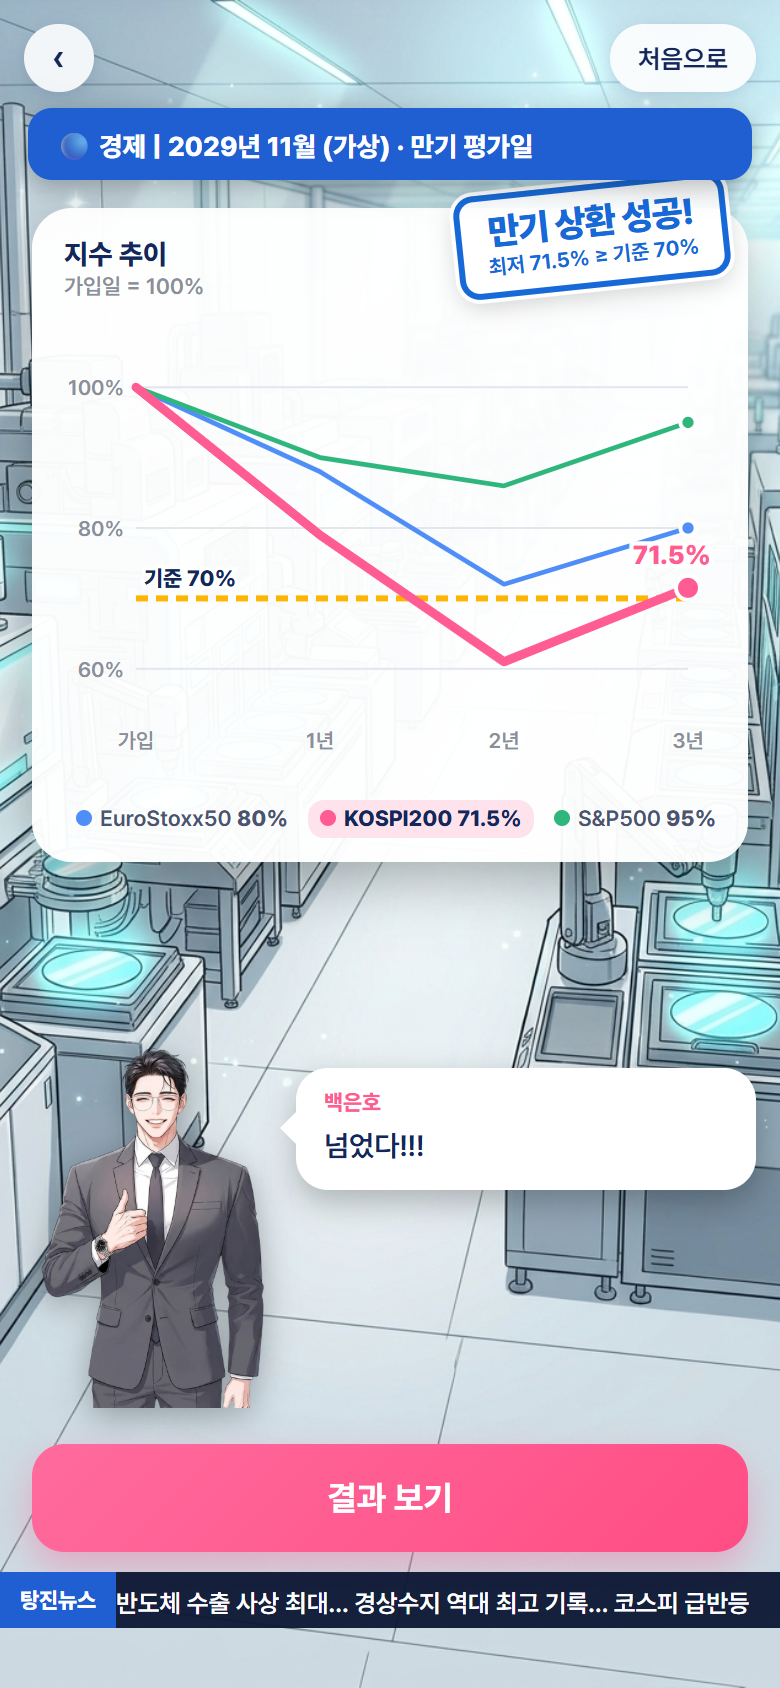 ‹
처음으로
경제 | 2029년 11월 (가상) · 만기 평가일
만기 상환 성공!
최저 71.5% ≥ 기준 70%
지수 추이
가입일 = 100%
100%
80%
71.5%
기준 70%
60%
가입 1년 2년 3년
EuroStoxx50 80% KOSPI200 71.5% S&P500 95%
백은호
넘었다!!!
결과 보기
탕진뉴스 반도체 수출 사상 최대... 경상수지 역대 최고 기록... 코스피 급반등